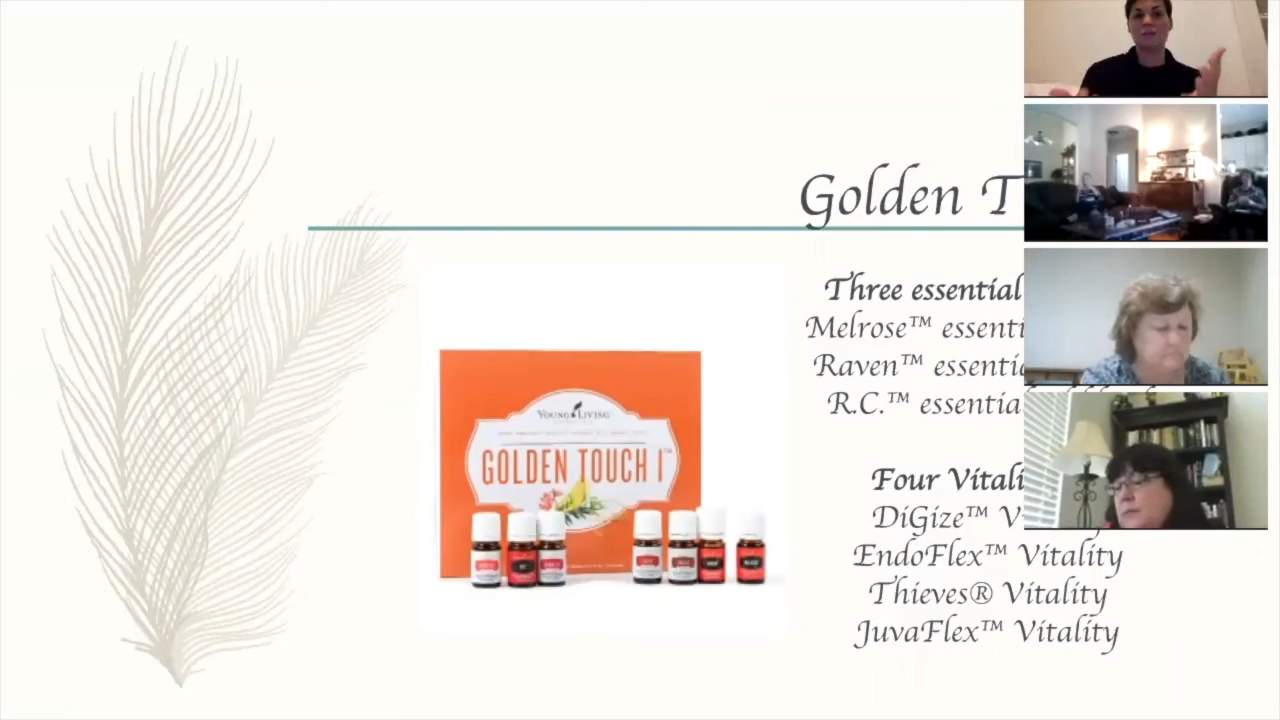 Golden T
Three essential
Melrose™ essenti
Raven™ essentia
R.C.™ essentia
Four Vitali
DiGize™ V
EndoFlex™ Vitality
Thieves® Vitality
JuvaFlex™ Vitality
YOUNG LIVING
GOLDEN TOUCH 1™